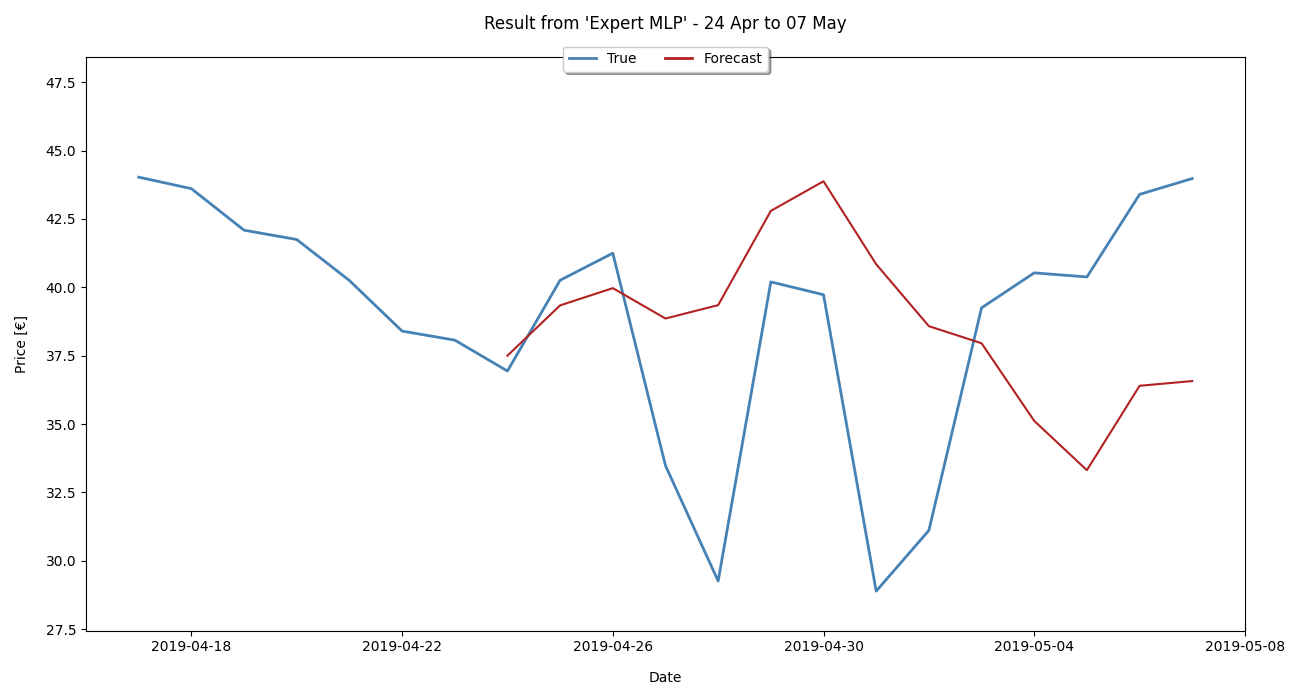 Result from 'Expert MLP' - 24 Apr to 07 May
True Forecast
47.5
45.0
42.5
40.0
37.5
35.0
32.5
30.0
27.5
Price [€]
2019-04-18 2019-04-22 2019-04-26 2019-04-30 2019-05-04 2019-05-08
Date